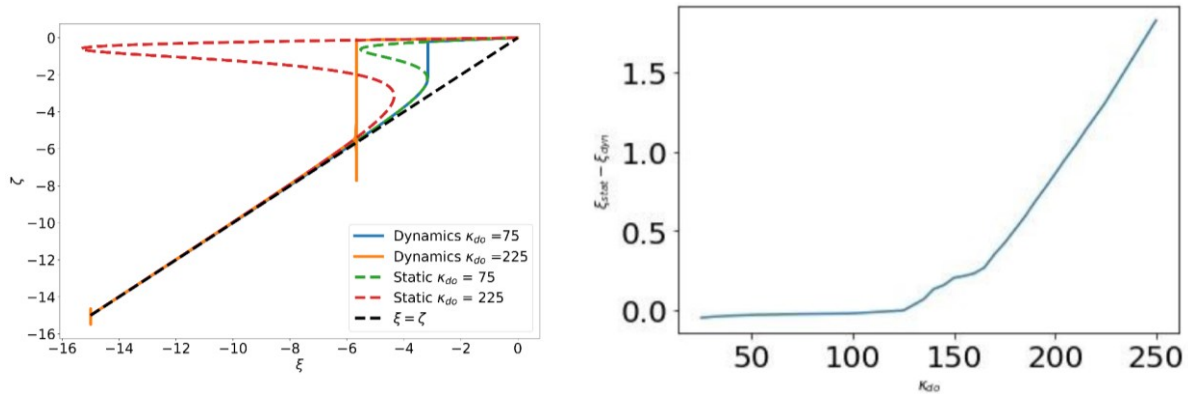 0
−2
−4
−6
−8
−10
−12
−14
−16
ζ
−16 −14 −12 −10 −8 −6 −4 −2 0
ξ
Dynamics κdo =75
Dynamics κdo =225
Static κdo = 75
Static κdo = 225
ξ = ζ
1.5
1.0
0.5
0.0
ξstat − ξdyn
50 100 150 200 250
κdo